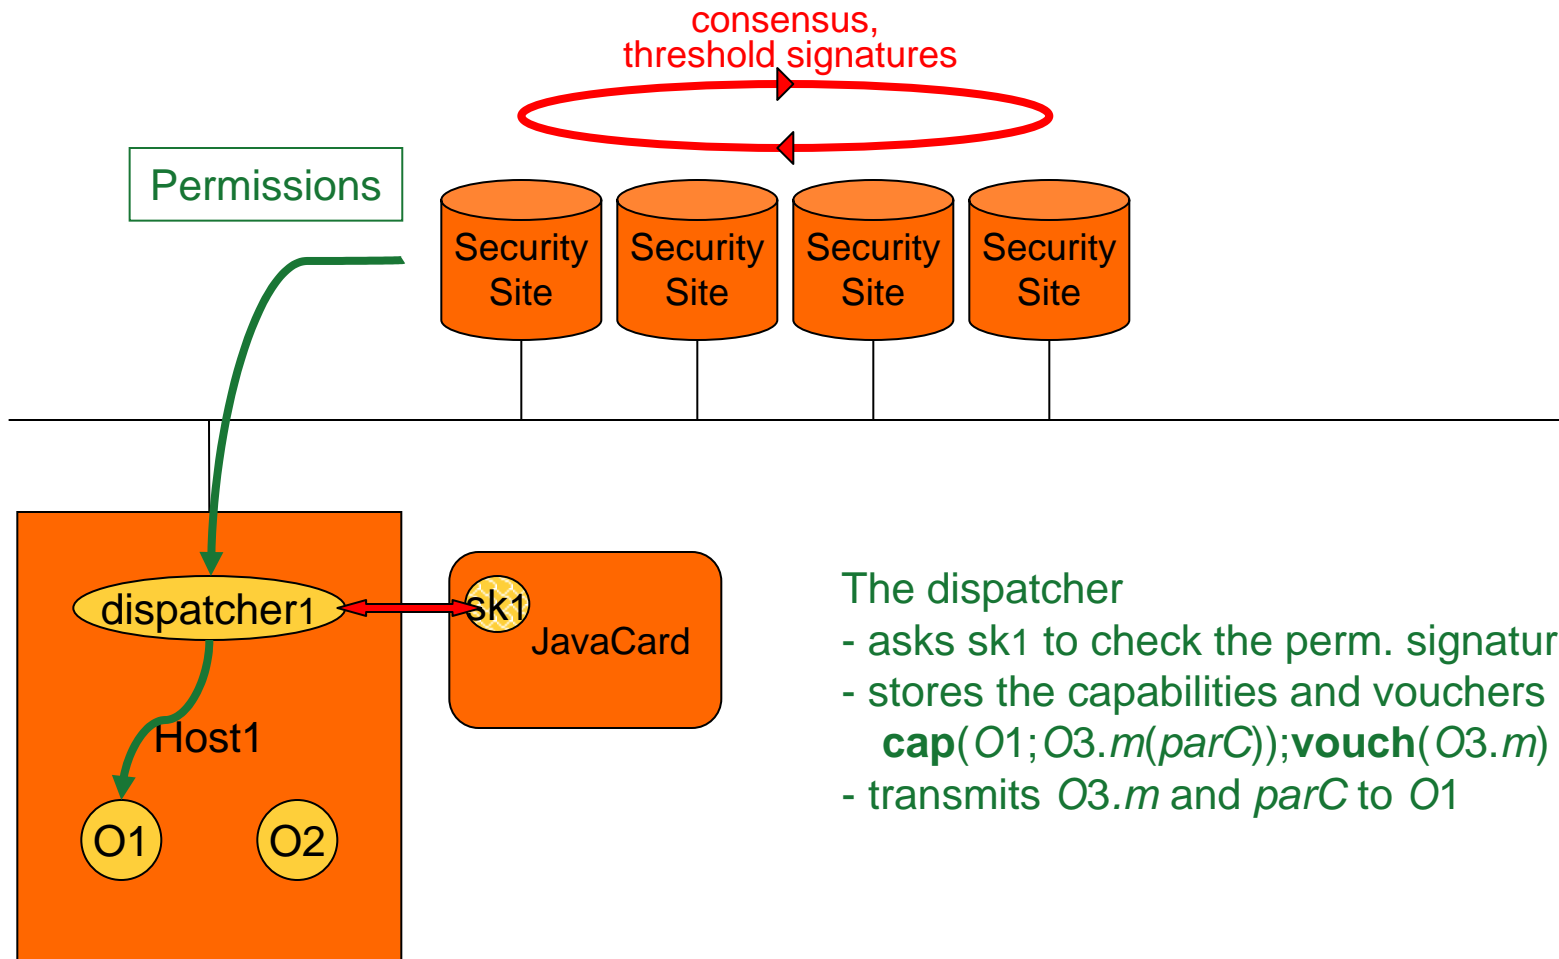 consensus,
threshold signatures
Permissions
Security
Site
Security
Site
Security
Site
Security
Site
dispatcher1
sk1
JavaCard
Host1
O1
O2
The dispatcher
- asks sk1 to check the perm. signatur
- stores the capabilities and vouchers
cap(O1;O3.m(parC));vouch(O3.m)
- transmits O3.m and parC to O1